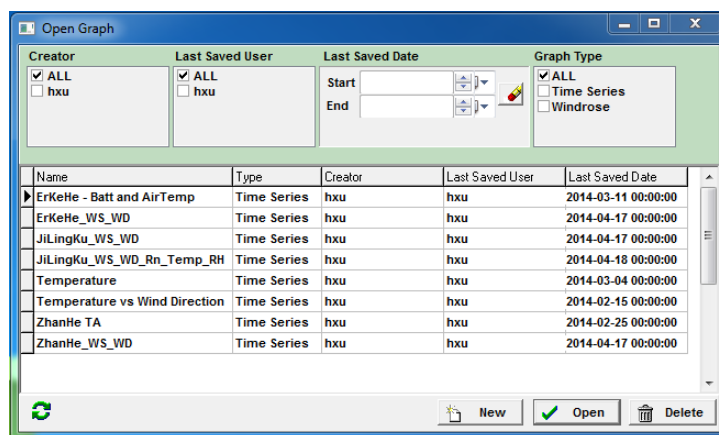 Open Graph
Creator Last Saved User Last Saved Date Graph Type
ALL ALL ALL
hxu hxu Start Time Series
End Windrose
Name Type Creator Last Saved User Last Saved Date
ErKeHe - Batt and AirTemp Time Series hxu hxu 2014-03-11 00:00:00
ErKeHe_WS_WD Time Series hxu hxu 2014-04-17 00:00:00
JiLingKu_WS_WD Time Series hxu hxu 2014-04-17 00:00:00
JiLingKu_WS_WD_Rn_Temp_RH Time Series hxu hxu 2014-04-18 00:00:00
Temperature Time Series hxu hxu 2014-03-04 00:00:00
Temperature vs Wind Direction Time Series hxu hxu 2014-02-15 00:00:00
ZhanHe TA Time Series hxu hxu 2014-02-25 00:00:00
ZhanHe_WS_WD Time Series hxu hxu 2014-04-17 00:00:00
New Open Delete